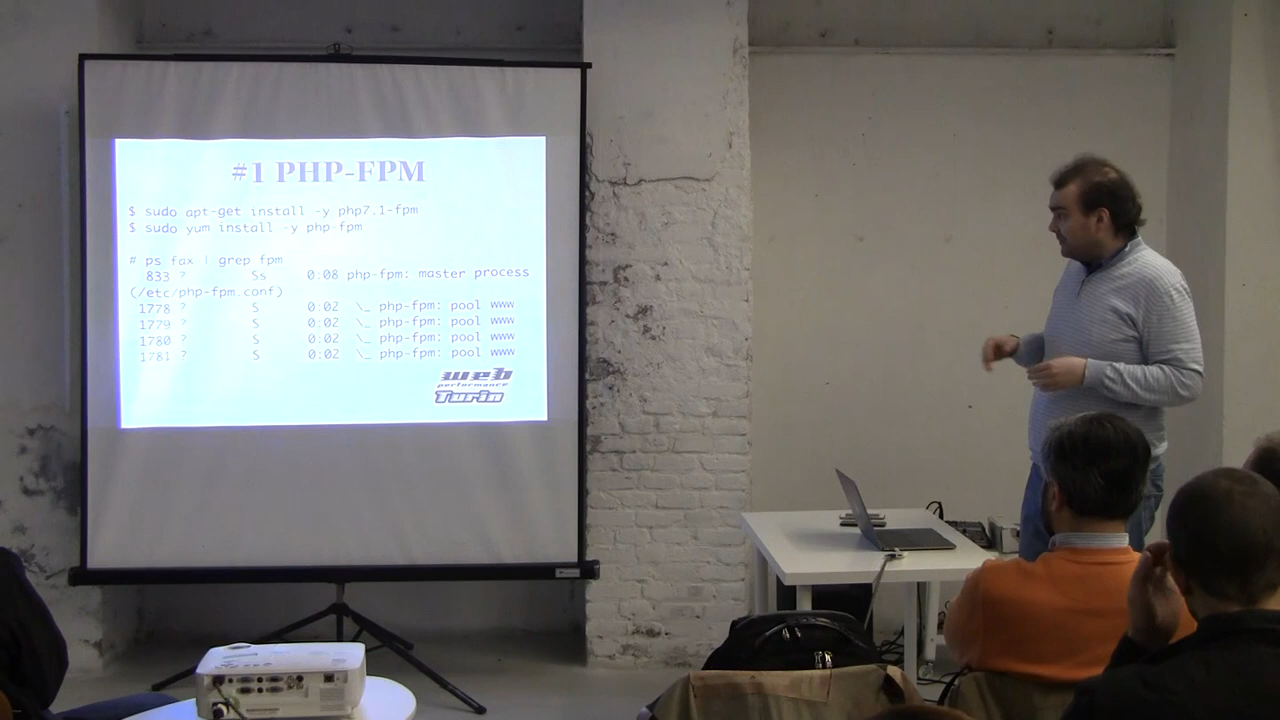 #1 PHP-FPM
$ sudo apt-get install -y php7.1-fpm
$ sudo yum install -y php-fpm
# ps fax | grep fpm
833 ? Ss 0:08 php-fpm: master process
(/etc/php-fpm.conf)
1778 ? S 0:02 \_ php-fpm: pool www
1779 ? S 0:02 \_ php-fpm: pool www
1780 ? S 0:02 \_ php-fpm: pool www
1781 ? S 0:02 \_ php-fpm: pool www
web
performance
Turin